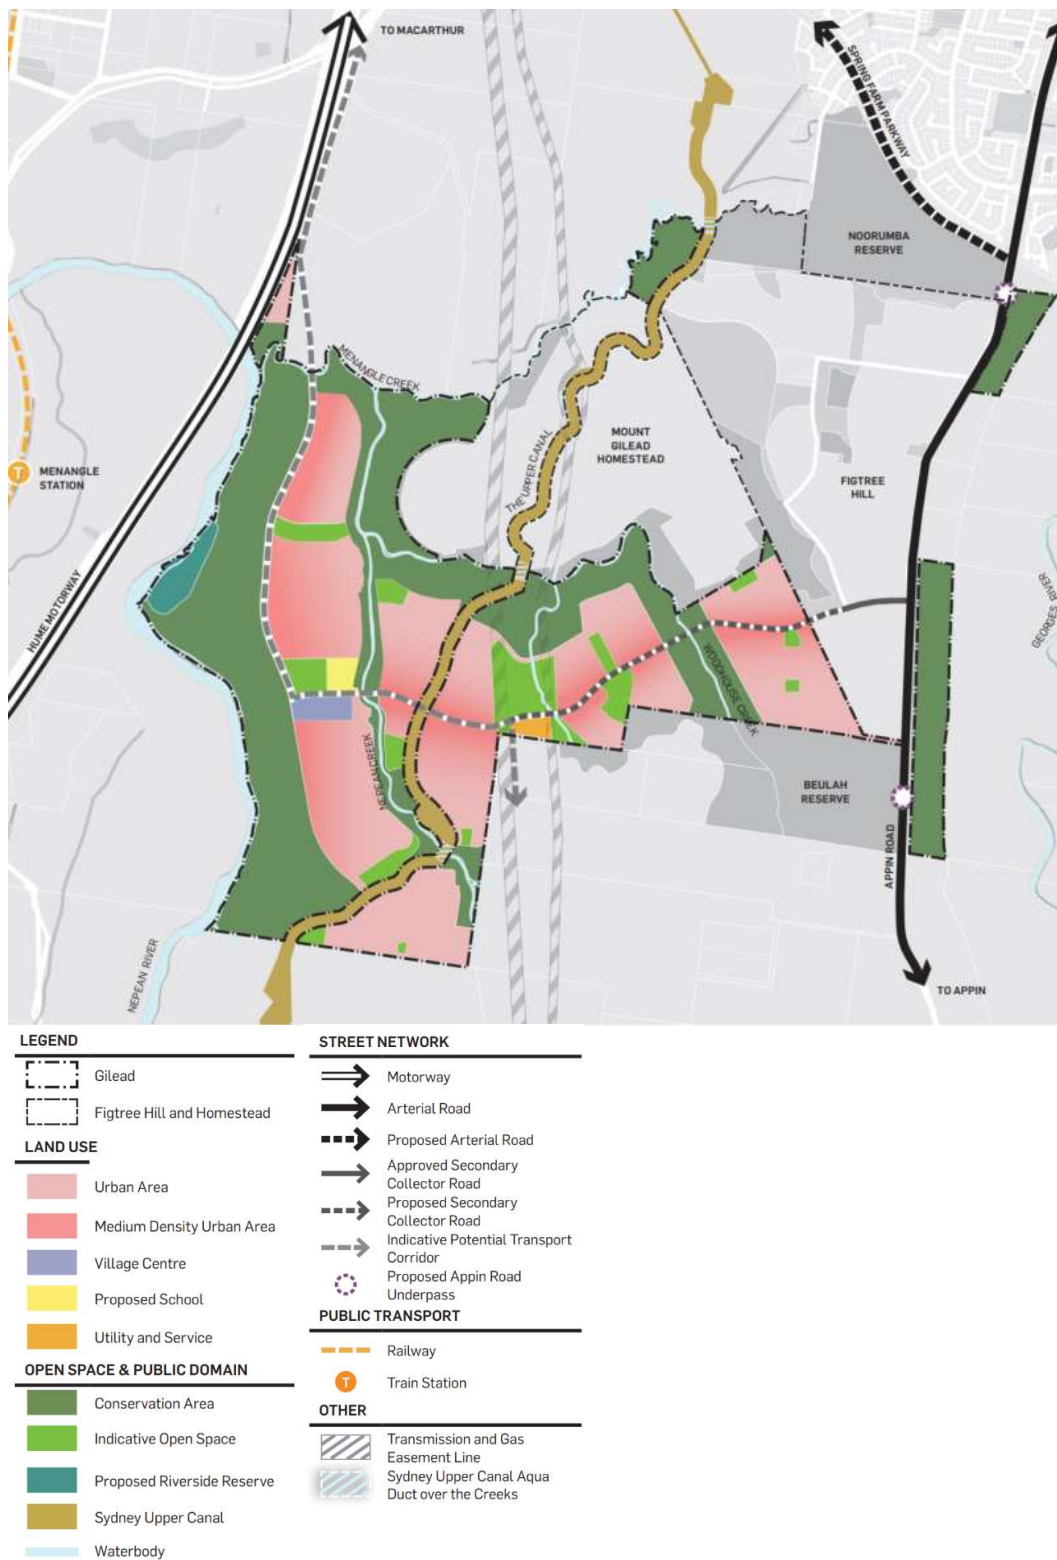 TO MACARTHUR
SPRING FARM PARKWAY
NOORUMBA
RESERVE
MENANGLE CREEK
MOUNT
GILEAD
HOMESTEAD
THE UPPER CANAL
MENANGLE
STATION
T
FIGTREE
HILL
HUME MOTORWAY
GEORGES RIVER
WOODHOUSE CREEK
NEPEAN CREEK
BEULAH
RESERVE
APPIN ROAD
NEPEAN RIVER
TO APPIN
LEGEND
Gilead
Figtree Hill and Homestead
LAND USE
Urban Area
Medium Density Urban Area
Village Centre
Proposed School
Utility and Service
OPEN SPACE & PUBLIC DOMAIN
Conservation Area
Indicative Open Space
Proposed Riverside Reserve
Sydney Upper Canal
Waterbody
STREET NETWORK
Motorway
Arterial Road
Proposed Arterial Road
Approved Secondary
Collector Road
Proposed Secondary
Collector Road
Indicative Potential Transport
Corridor
Proposed Appin Road
Underpass
PUBLIC TRANSPORT
Railway
T
Train Station
OTHER
Transmission and Gas
Easement Line
Sydney Upper Canal Aqua
Duct over the Creeks